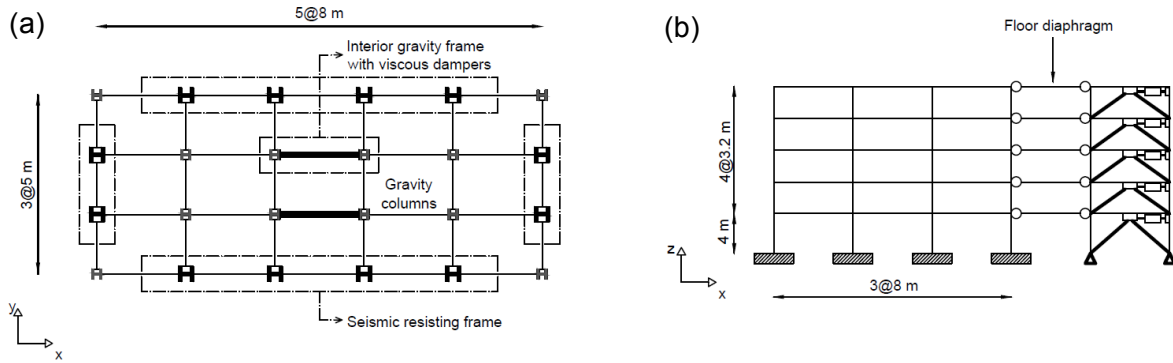 (a)
5@8 m
Interior gravity frame
with viscous dampers
3@5 m
Gravity
columns
Seismic resisting frame
y
x
(b)
Floor diaphragm
4@3.2 m
4 m
z
x
3@8 m